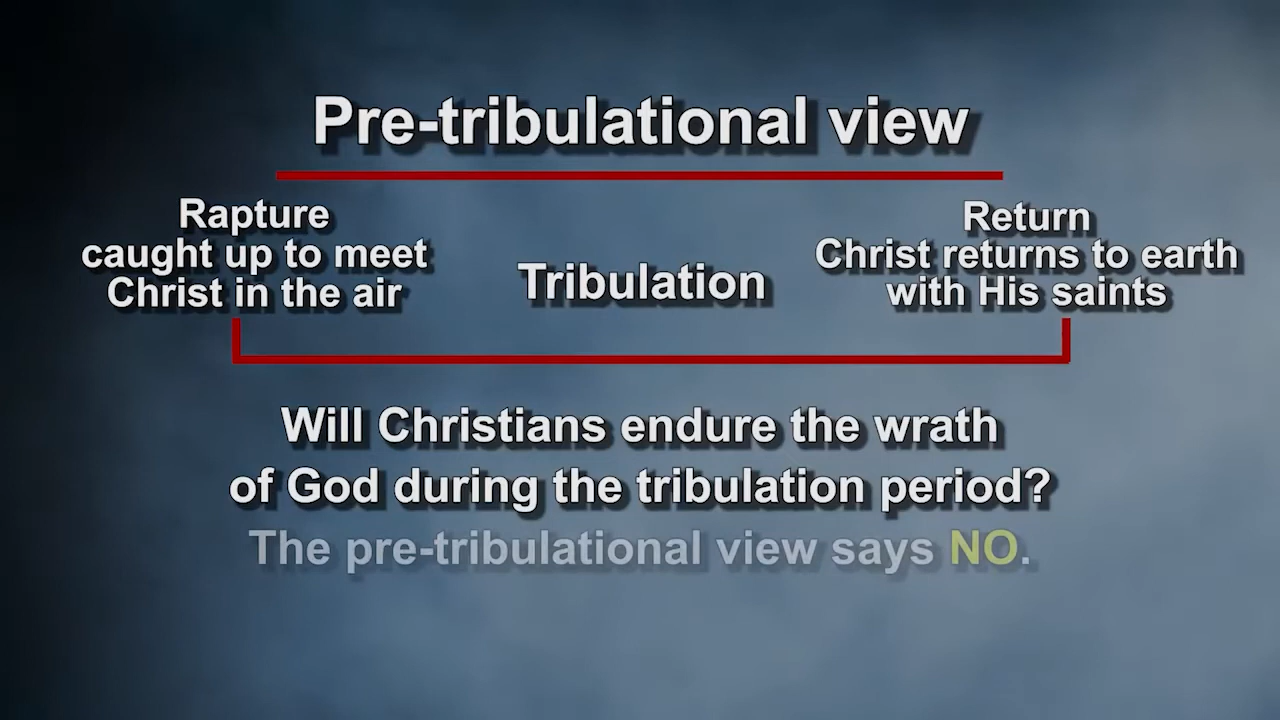 Pre-tribulational view
Rapture
caught up to meet
Christ in the air
Tribulation
Return
Christ returns to earth
with His saints
Will Christians endure the wrath
of God during the tribulation period?
The pre-tribulational view says NO.